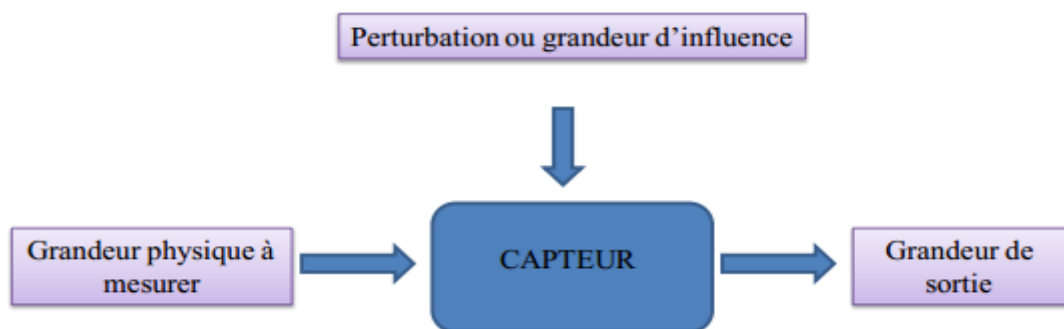 Perturbation ou grandeur d’influence
Grandeur physique à
mesurer
CAPTEUR
Grandeur de
sortie